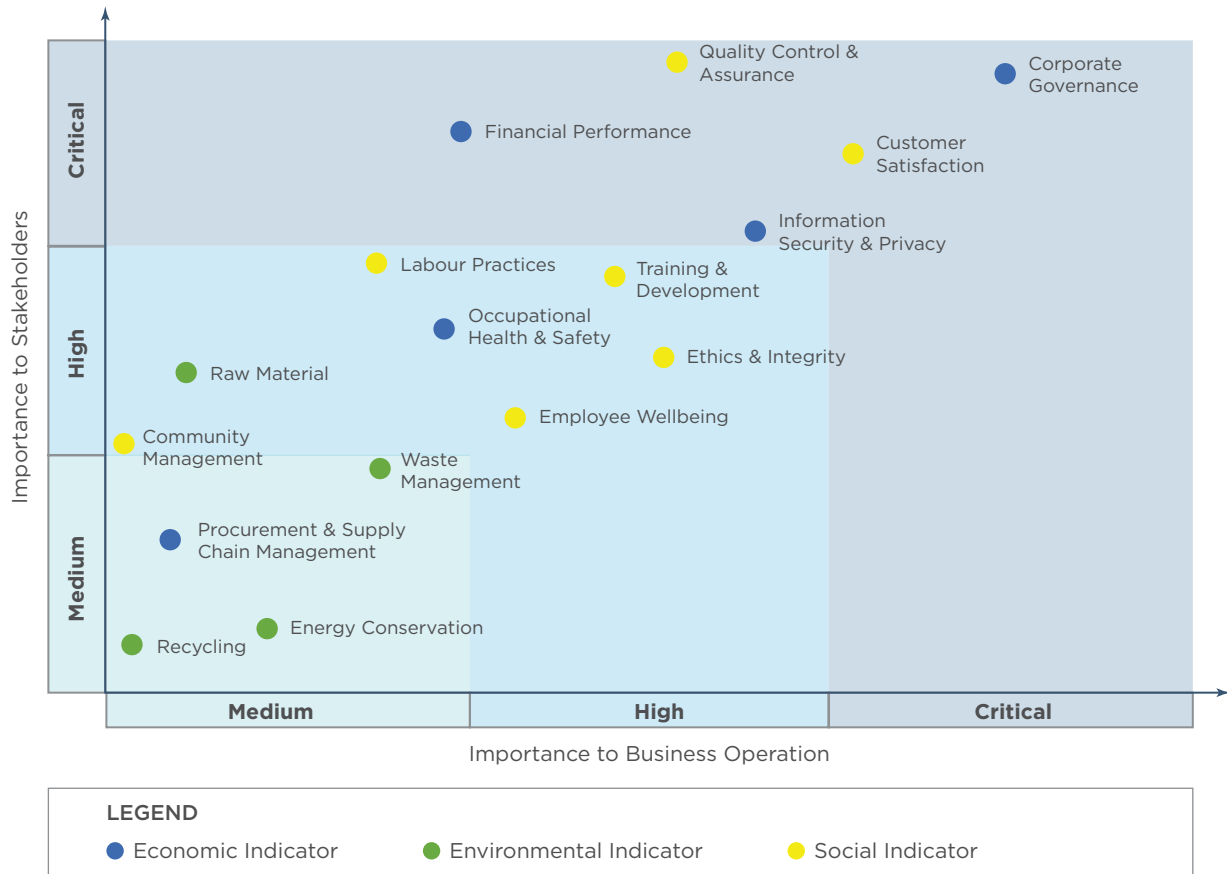 Importance to Stakeholders
Critical
High
Medium
Quality Control &
Assurance
Corporate
Governance
Financial Performance
Customer
Satisfaction
Information
Security & Privacy
Labour Practices
Training &
Development
Occupational
Health & Safety
Ethics & Integrity
Raw Material
Employee Wellbeing
Community
Management
Waste
Management
Procurement & Supply
Chain Management
Energy Conservation
Recycling
Medium
High
Critical
Importance to Business Operation
LEGEND
Economic Indicator
Environmental Indicator
Social Indicator